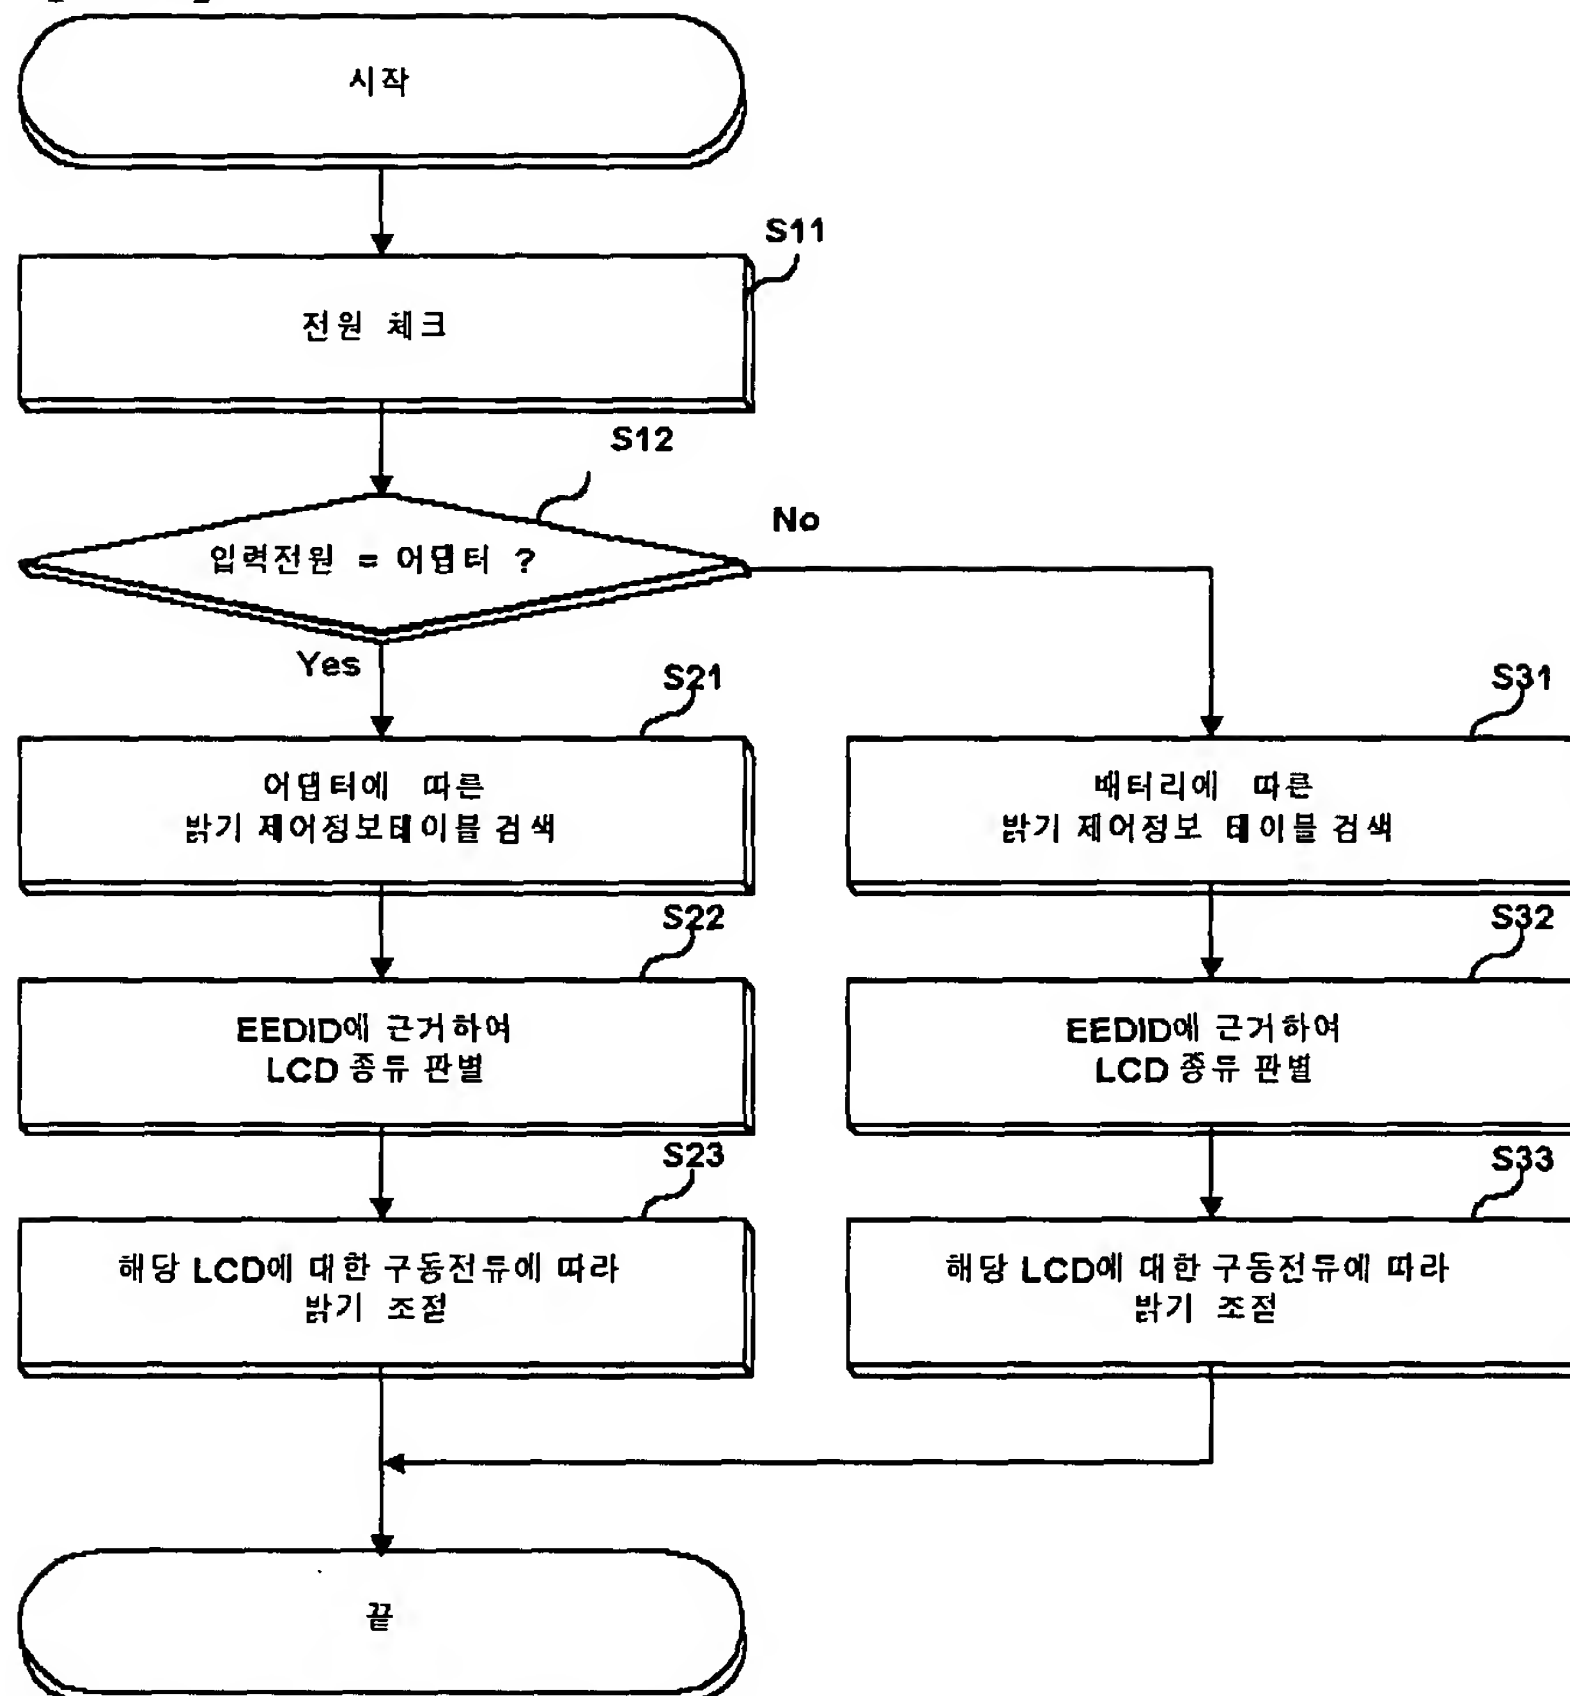 시작
S11
전원 체크
S12
입력전원 = 어댑터 ?
No
Yes
S21
어댑터에 따른
밝기 제어정보테이블 검색
S31
배터리에 따른
밝기 제어정보 테이블 검색
S22
EEDID에 근거하여
LCD 종류 판별
S32
EEDID에 근거하여
LCD 종류 판별
S23
해당 LCD에 대한 구동전류에 따라
밝기 조절
S33
해당 LCD에 대한 구동전류에 따라
밝기 조절
끝